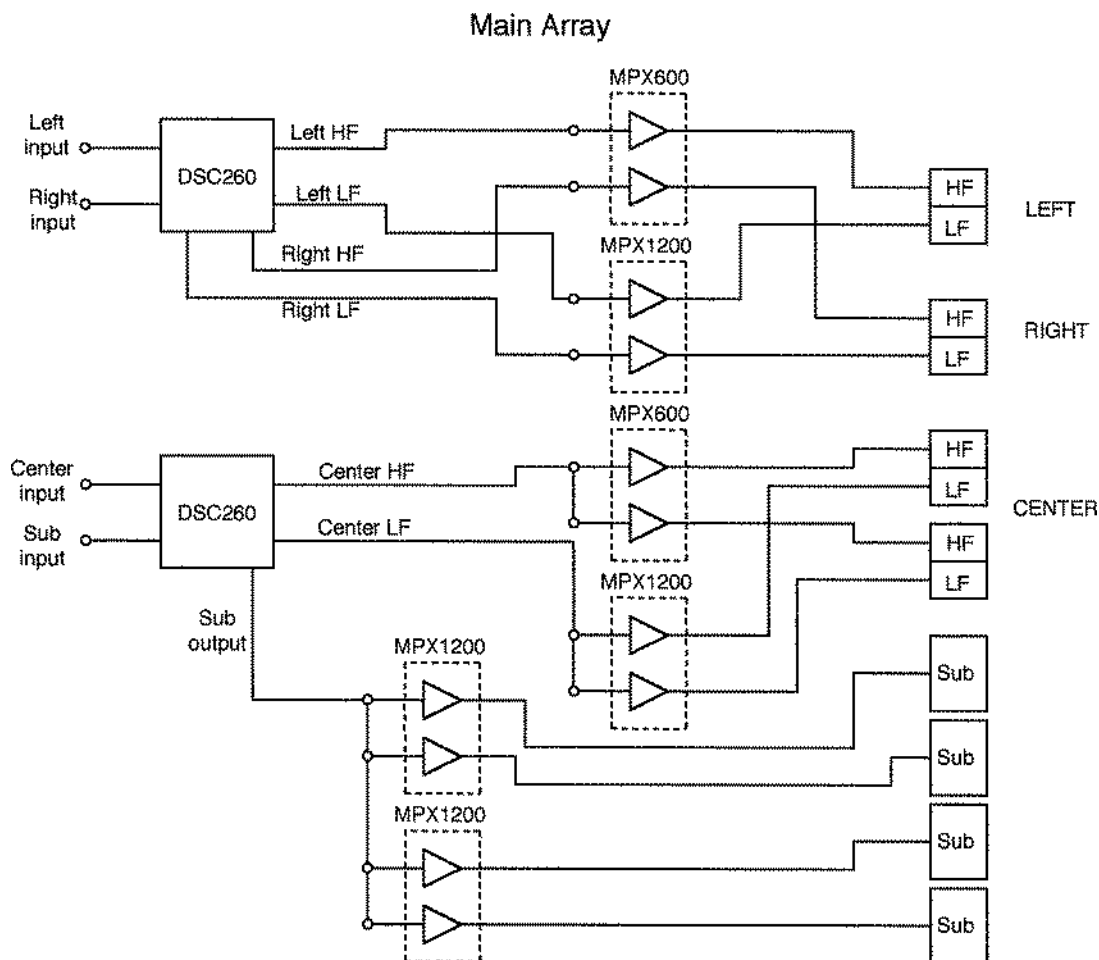 Main Array
MPX600
Left
input
Right
input
DSC260
Left HF
Left LF
Right HF
Right LF
MPX1200
HF
LF
LEFT
HF
LF
RIGHT
MPX600
Center
input
Sub
input
DSC260
Center HF
Center LF
MPX1200
HF
LF
CENTER
HF
LF
Sub
output
MPX1200
MPX1200
Sub
Sub
Sub
Sub